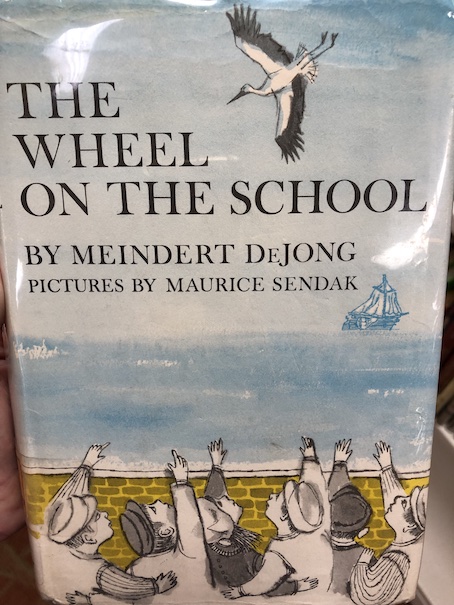 THE
WHEEL
ON THE SCHOOL
BY MEINDERT DEJONG
PICTURES BY MAURICE SENDAK